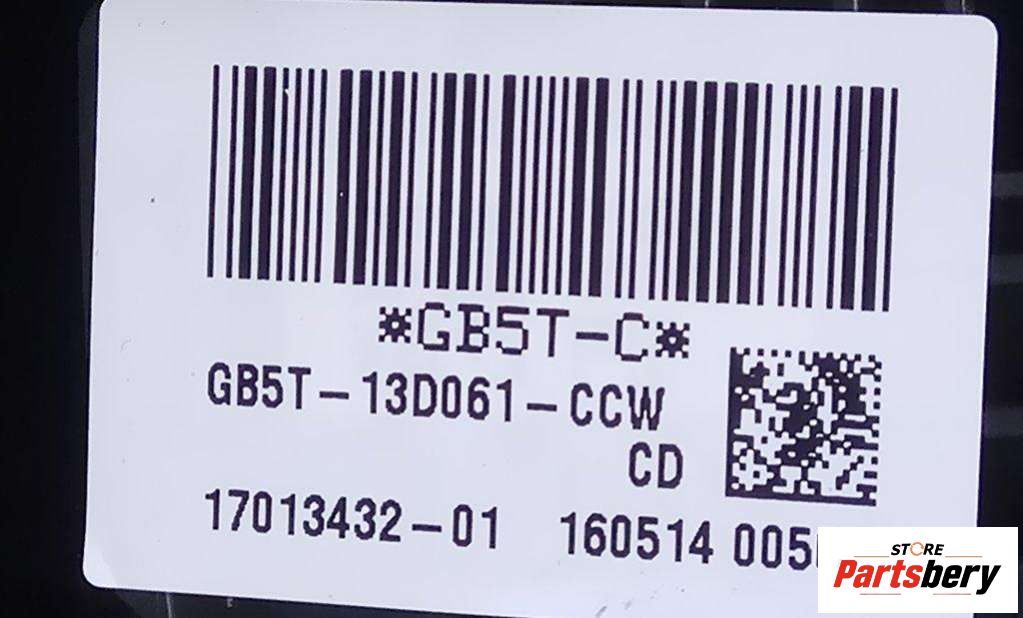 *GB5T-C*
GB5T-13D061-CCW
CD
17013432-01 160514 005
STORE
Partsbery